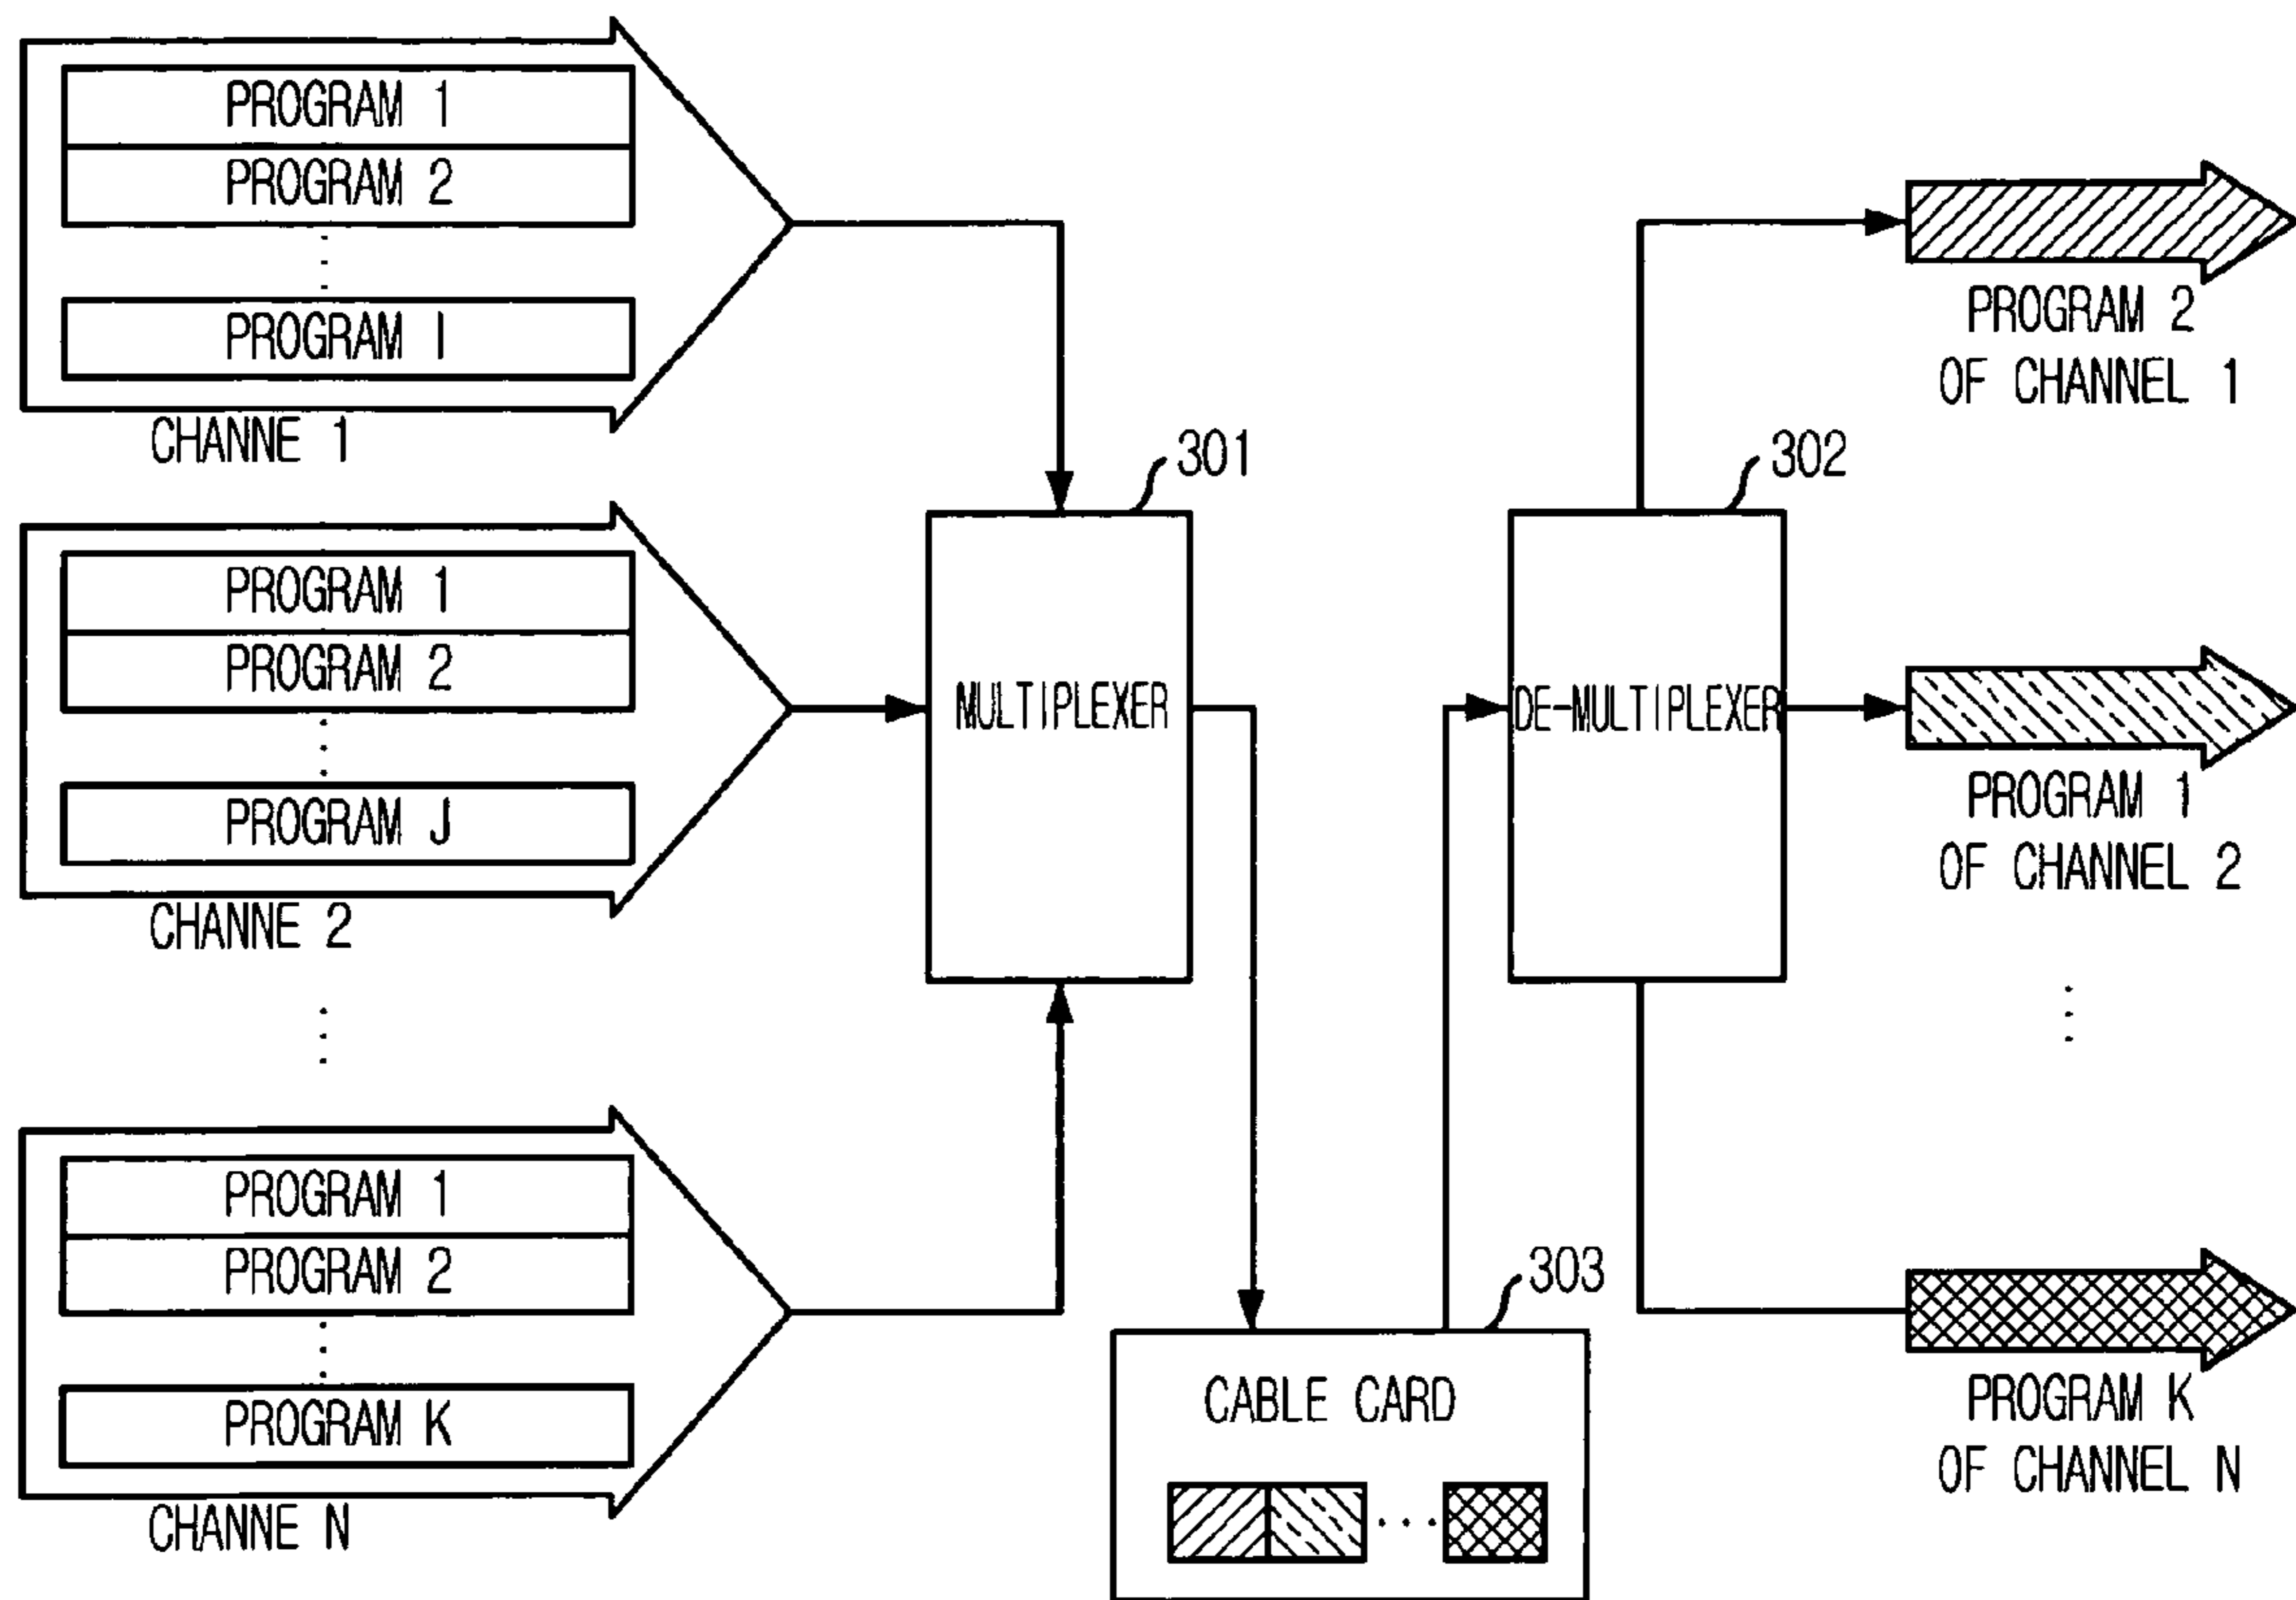 PROGRAM 1
PROGRAM 2
PROGRAM I
CHANNE 1
PROGRAM 1
PROGRAM 2
PROGRAM J
CHANNE 2
PROGRAM 1
PROGRAM 2
PROGRAM K
CHANNE N
301
MULTIPLEXER
302
DE-MULTIPLEXER
303
CABLE CARD
PROGRAM 2
OF CHANNEL 1
PROGRAM 1
OF CHANNEL 2
PROGRAM K
OF CHANNEL N